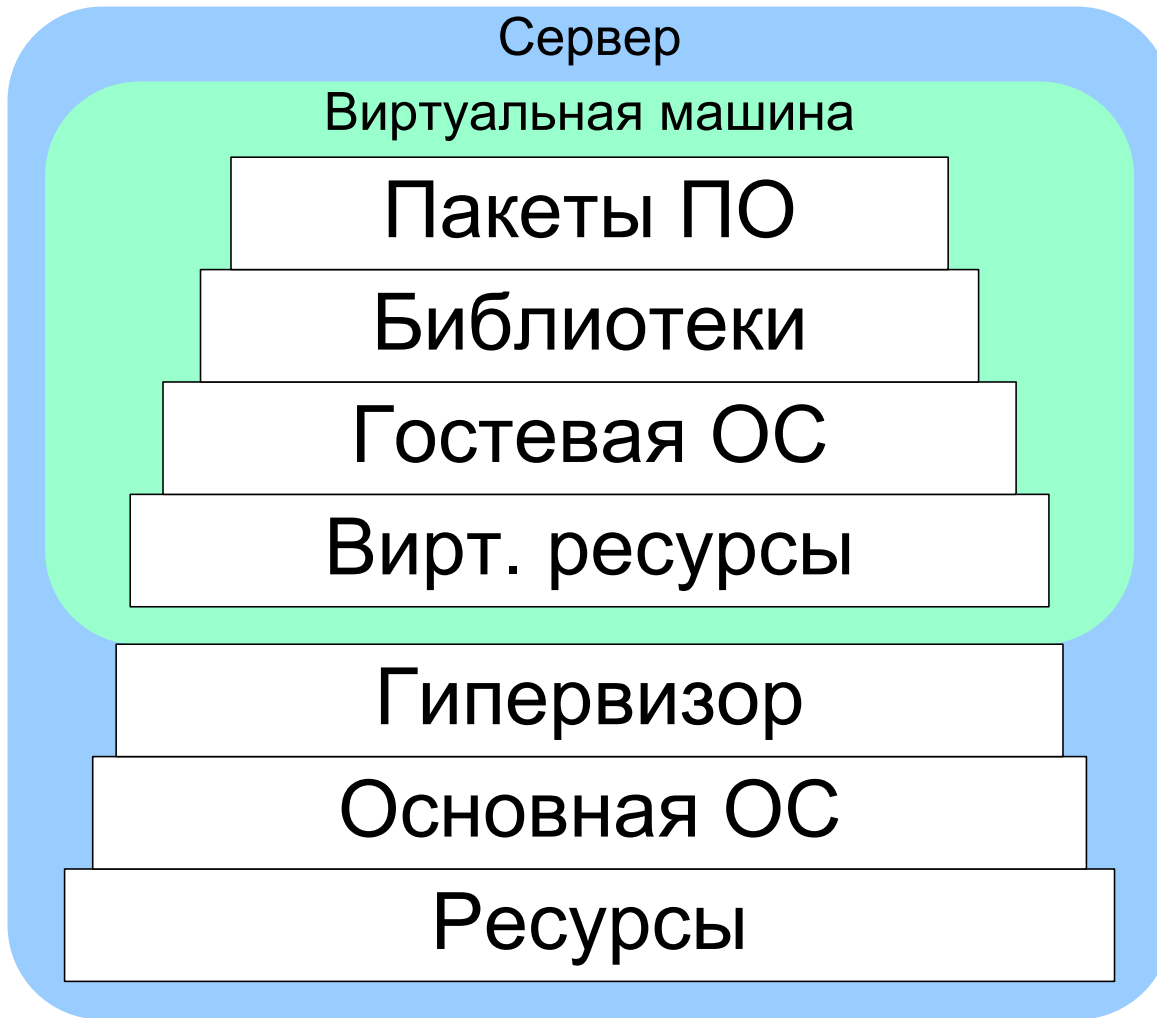 Сервер
Виртуальная машина
Пакеты ПО
Библиотеки
Гостевая ОС
Вирт. ресурсы
Гипервизор
Основная ОС
Ресурсы